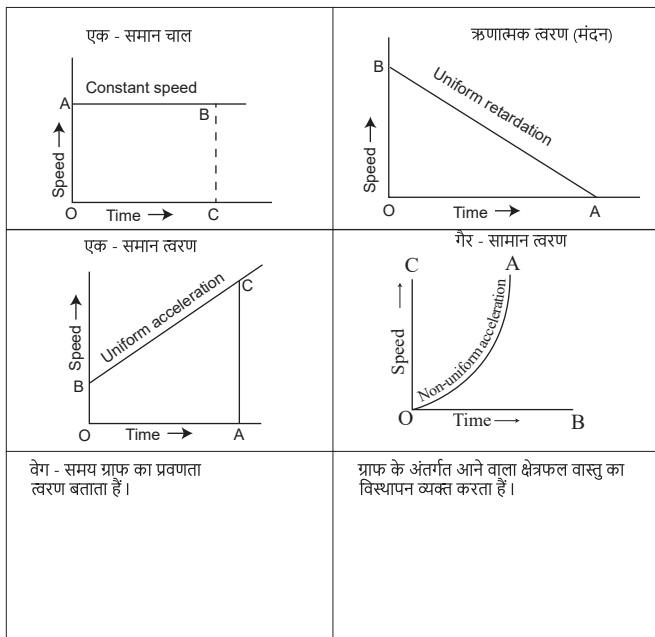 एक - समान चाल
A
Constant speed
B
Speed
O
Time
C
ऋणात्मक त्वरण (मंदन)
B
Uniform retardation
Speed
O
Time
A
एक - समान त्वरण
Uniform acceleration
C
Speed
B
O
Time
A
गैर - सामान त्वरण
C
A
Speed
Non-uniform acceleration
O
Time
B
वेग - समय ग्राफ का प्रवणता
त्वरण बताता हैं ।
ग्राफ के अंतर्गत आने वाला क्षेत्रफल वास्तु का
विस्थापन व्यक्त करता हैं ।